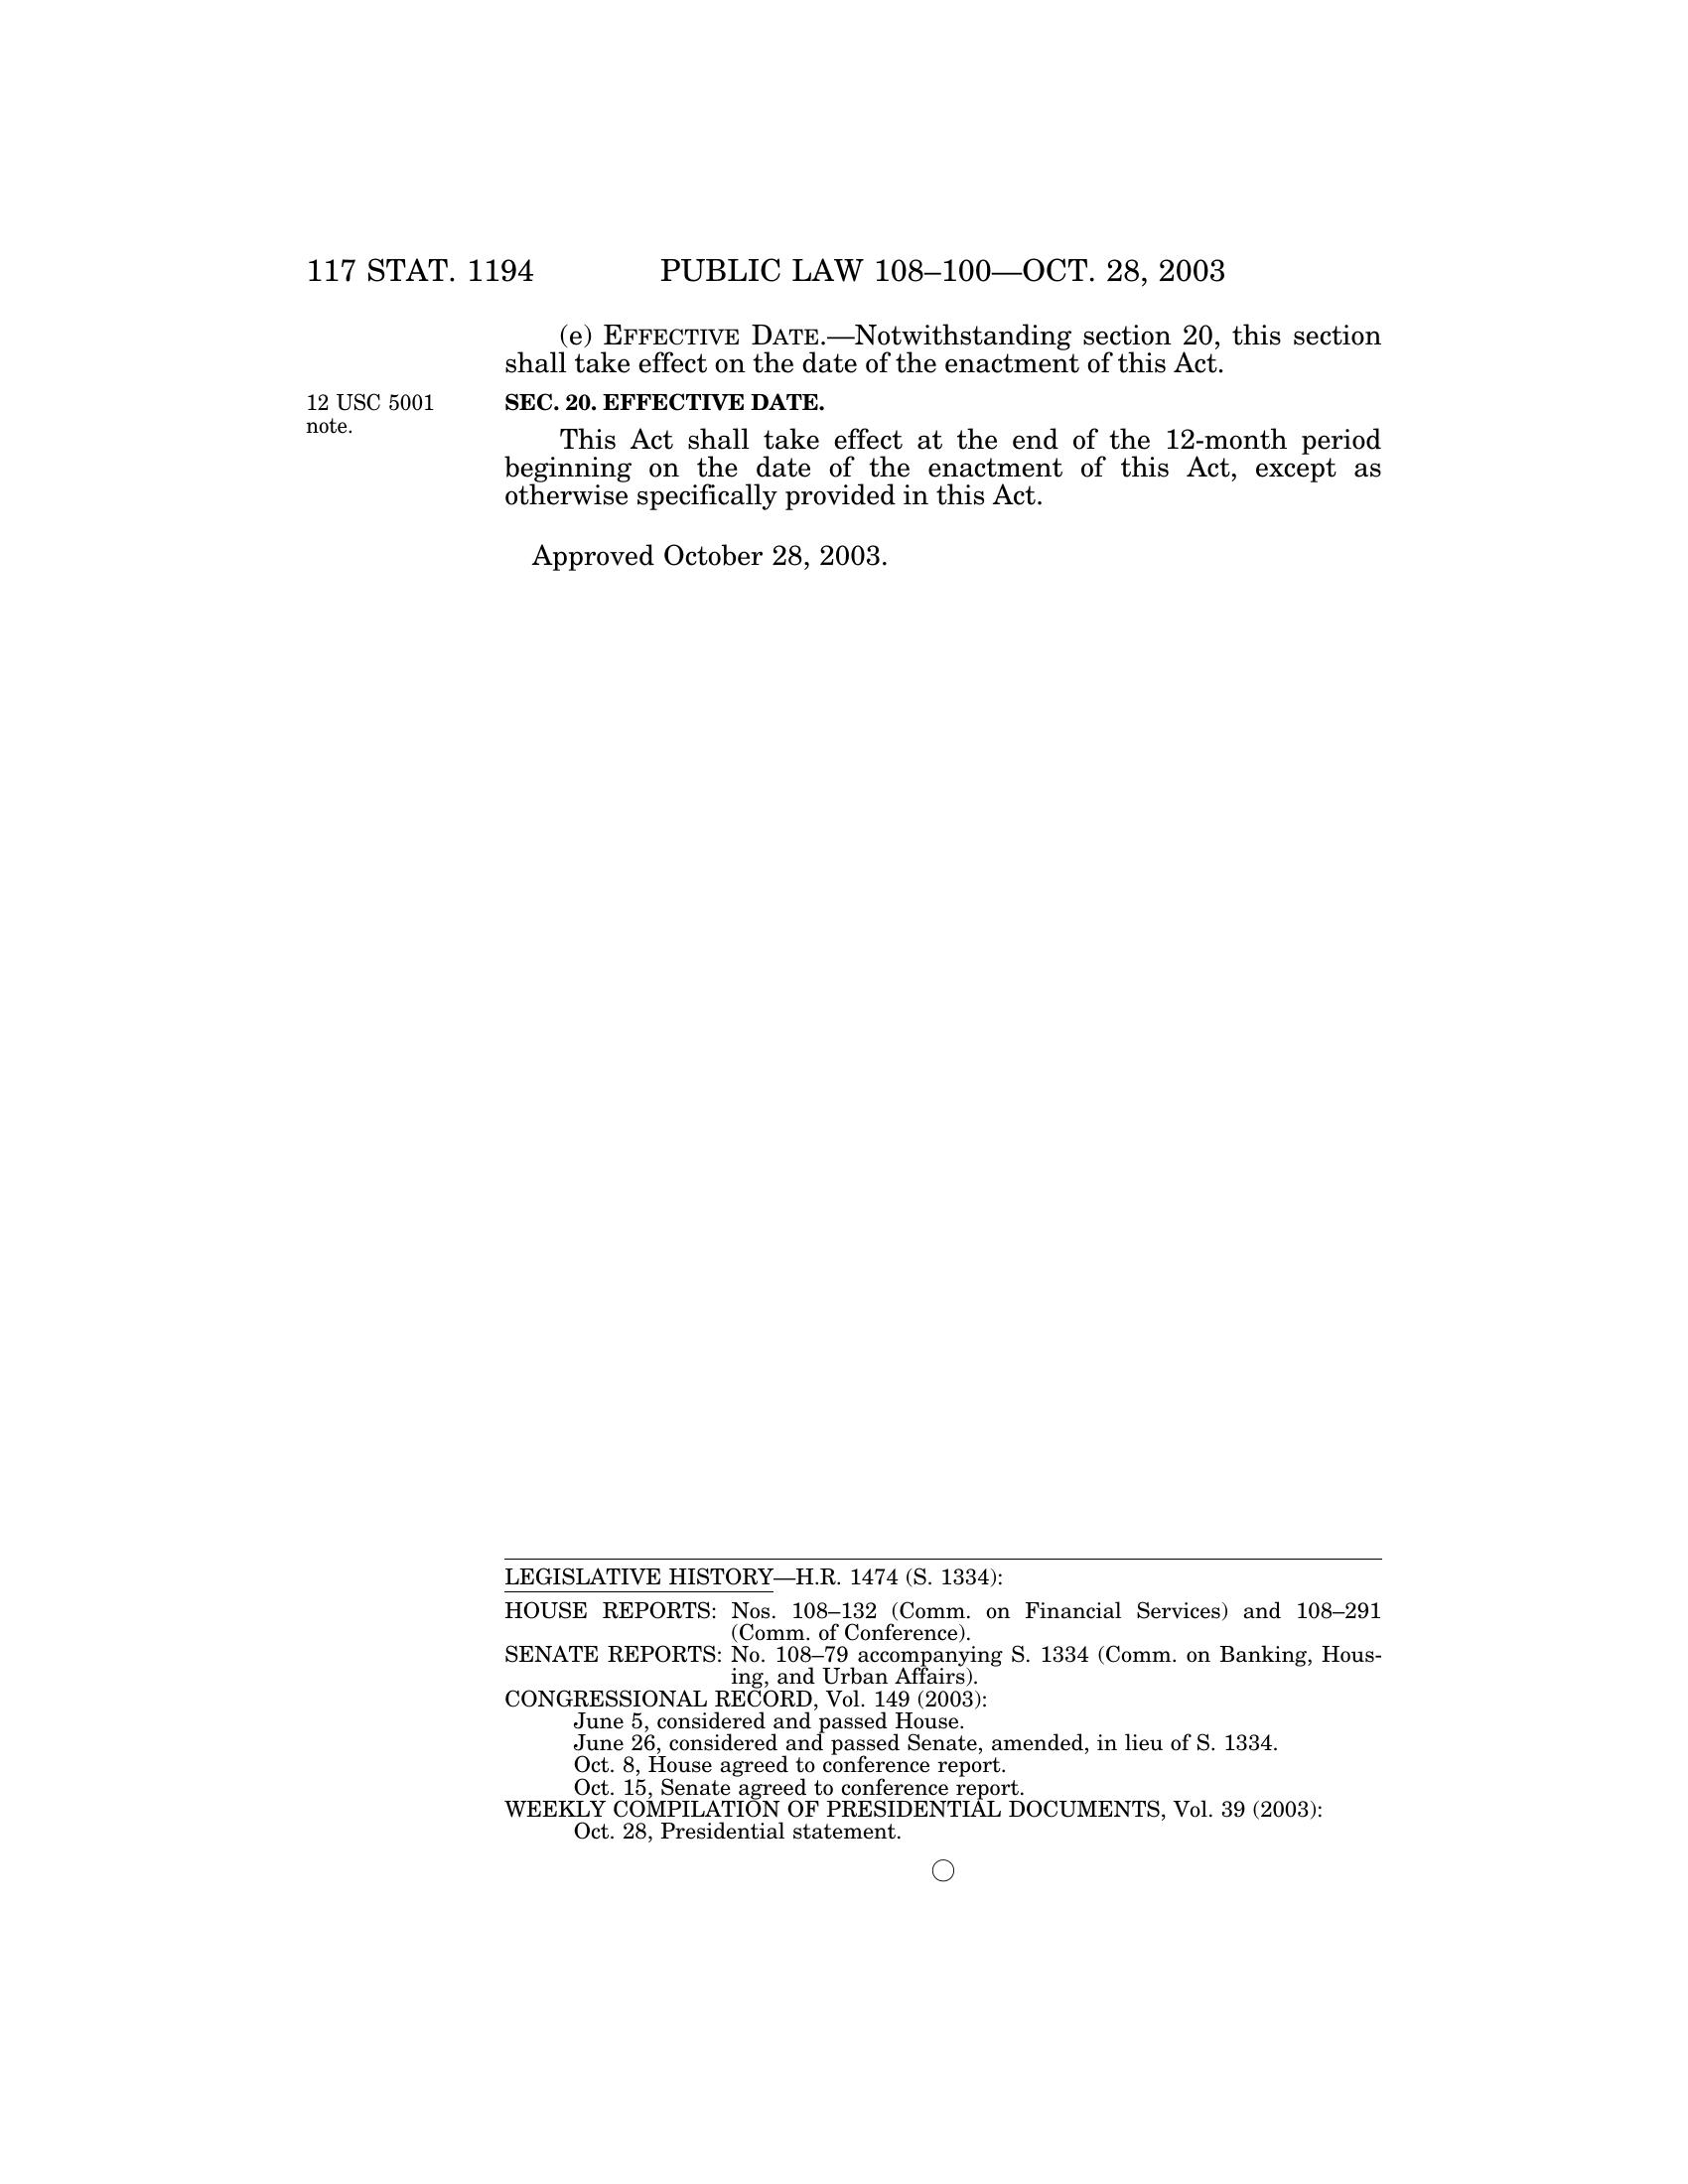 117 STAT. 1194 PUBLIC LAW 108–100—OCT. 28, 2003
(e) EFFECTIVE DATE.—Notwithstanding section 20, this section
shall take effect on the date of the enactment of this Act.
12 USC 5001
note.
SEC. 20. EFFECTIVE DATE.
This Act shall take effect at the end of the 12-month period
beginning on the date of the enactment of this Act, except as
otherwise specifically provided in this Act.
Approved October 28, 2003.
LEGISLATIVE HISTORY—H.R. 1474 (S. 1334):
HOUSE REPORTS: Nos. 108–132 (Comm. on Financial Services) and 108–291
(Comm. of Conference).
SENATE REPORTS: No. 108–79 accompanying S. 1334 (Comm. on Banking, Hous-
ing, and Urban Affairs).
CONGRESSIONAL RECORD, Vol. 149 (2003):
June 5, considered and passed House.
June 26, considered and passed Senate, amended, in lieu of S. 1334.
Oct. 8, House agreed to conference report.
Oct. 15, Senate agreed to conference report.
WEEKLY COMPILATION OF PRESIDENTIAL DOCUMENTS, Vol. 39 (2003):
Oct. 28, Presidential statement.